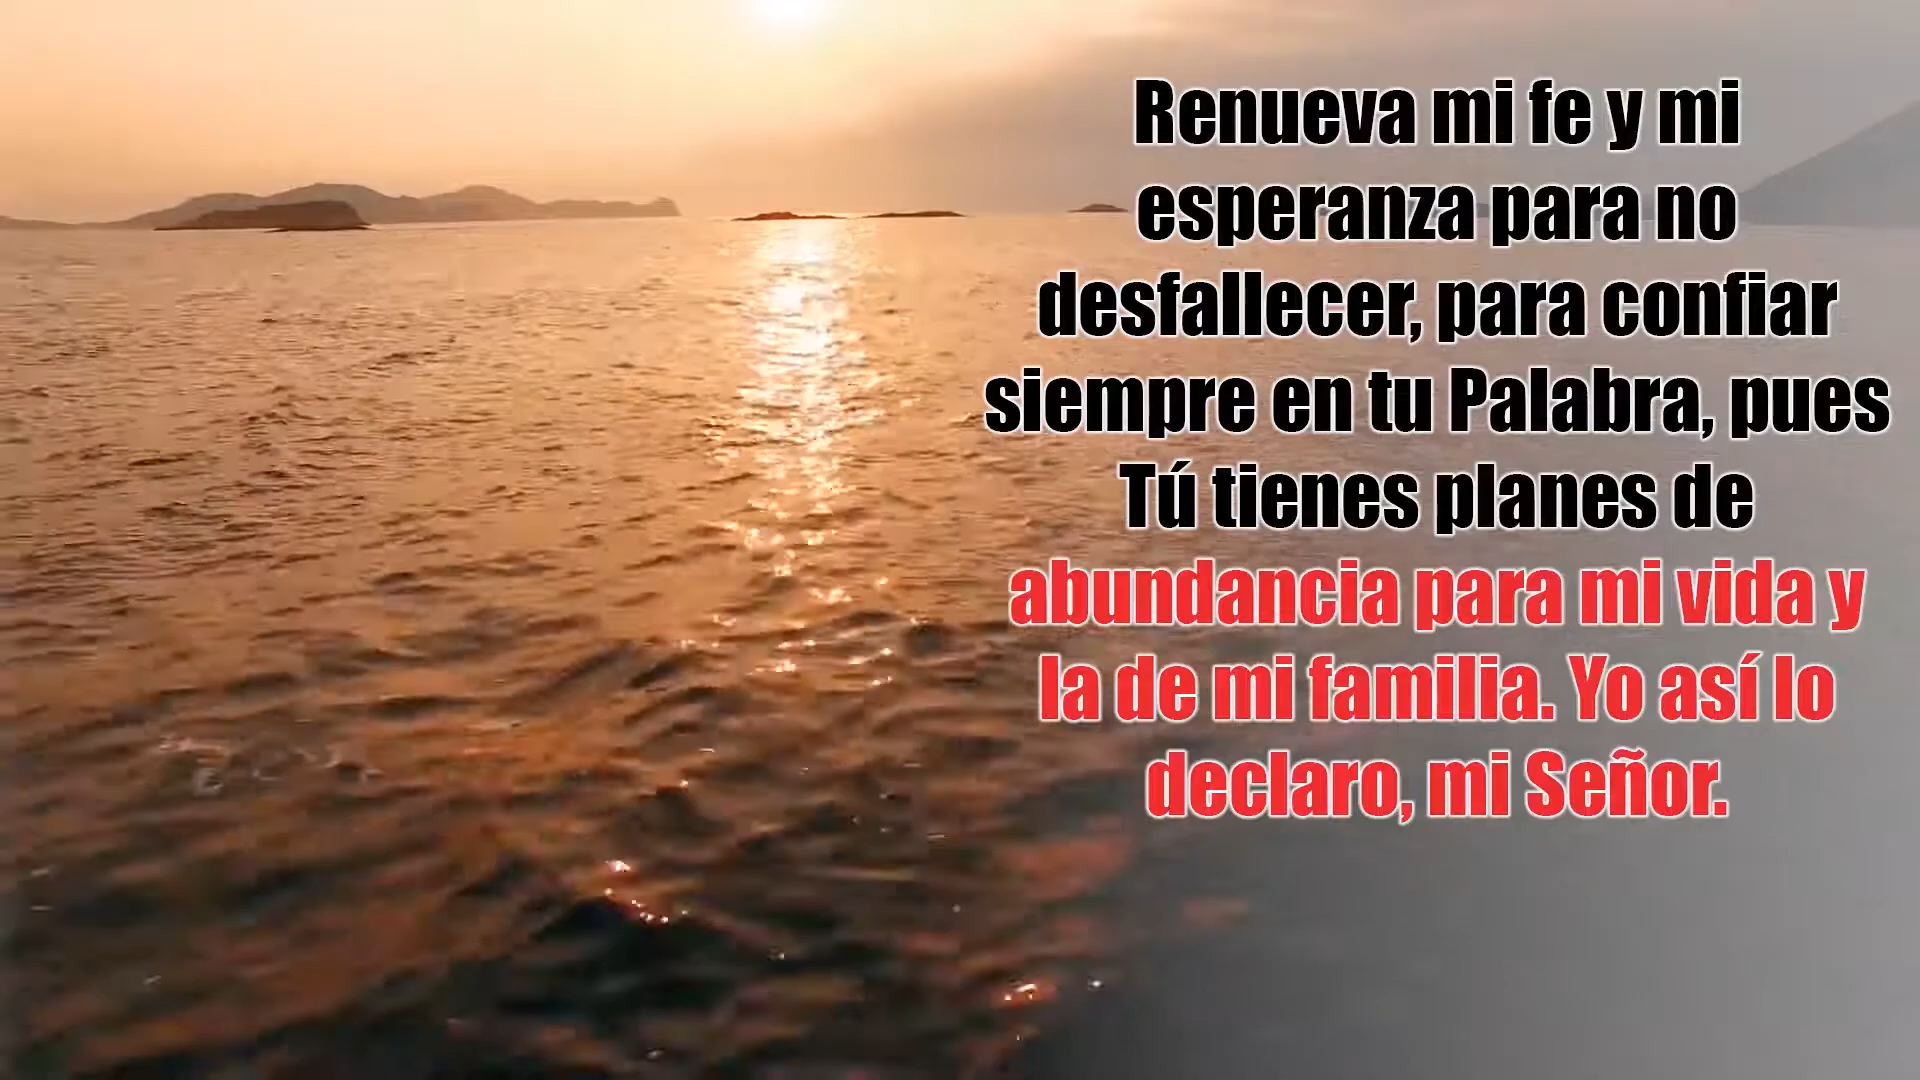 Renueva mi fe y mi
esperanza para no
desfallecer, para confiar
siempre en tu Palabra, pues
Tú tienes planes de
abundancia para mi vida y
la de mi familia. Yo así lo
declaro, mi Señor.